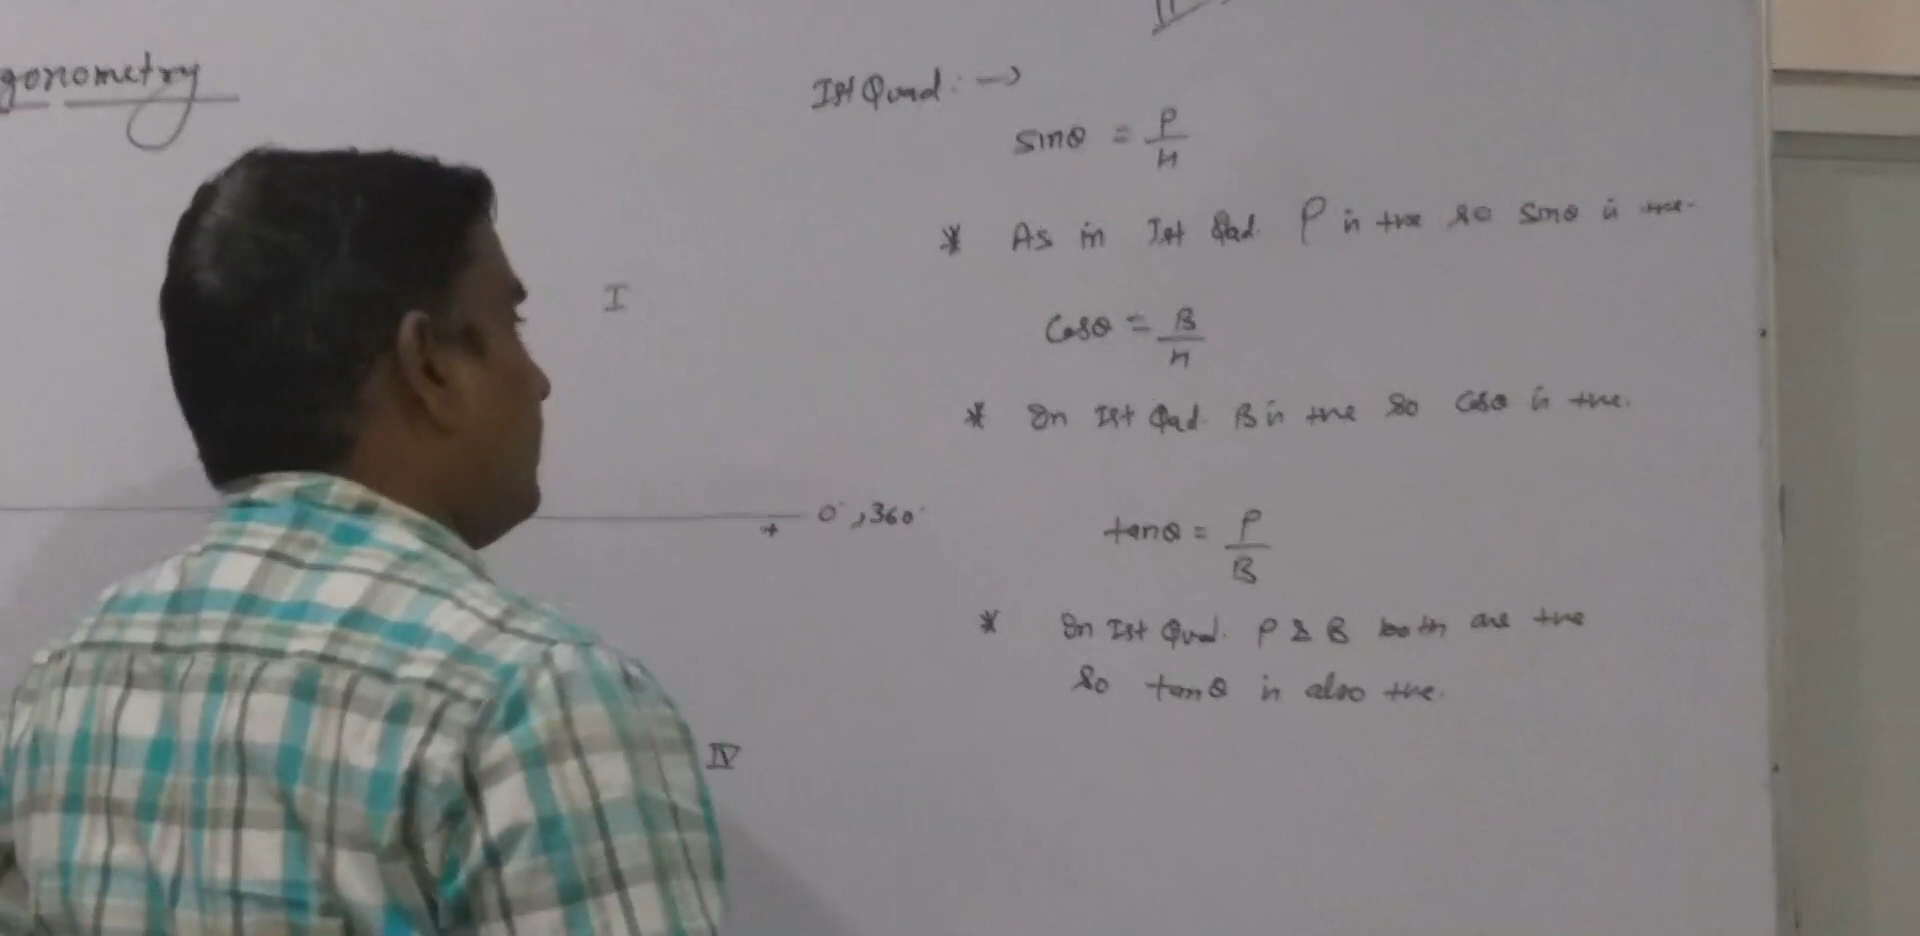 gonometry
Ist Quad. →
sinθ = P/H
* As in Ist Qad. P is +ve so sinθ is +ve.
I
Cosθ = B/H
* In Ist Qad. B is +ve so Cosθ is +ve.
+ 0°, 360°
tanθ = P/B
* In Ist Quad. P & B both are +ve
so tanθ is also +ve.
IV